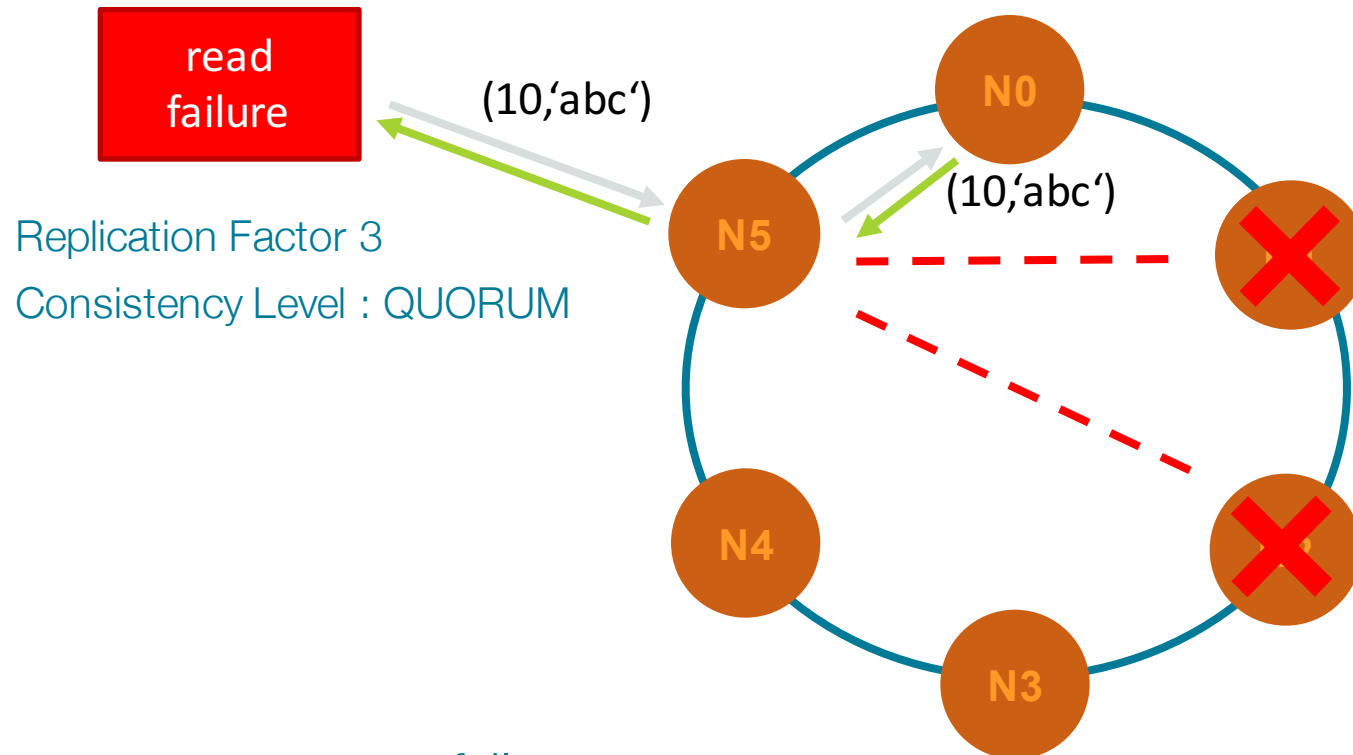 read
failure
(10,‘abc‘)
N0
(10,‘abc‘)
N5
Replication Factor 3
Consistency Level : QUORUM
N4
N3